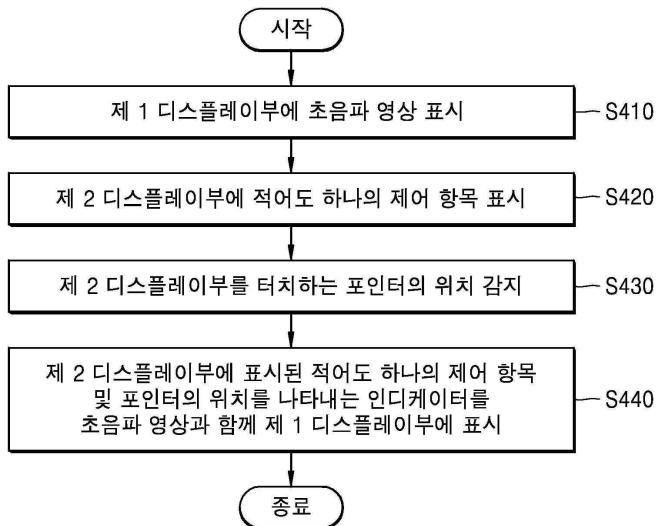 시작
제 1 디스플레이부에 초음파 영상 표시
S410
제 2 디스플레이부에 적어도 하나의 제어 항목 표시
S420
제 2 디스플레이부를 터치하는 포인터의 위치 감지
S430
제 2 디스플레이부에 표시된 적어도 하나의 제어 항목
및 포인터의 위치를 나타내는 인디케이터를
초음파 영상과 함께 제 1 디스플레이부에 표시
S440
종료